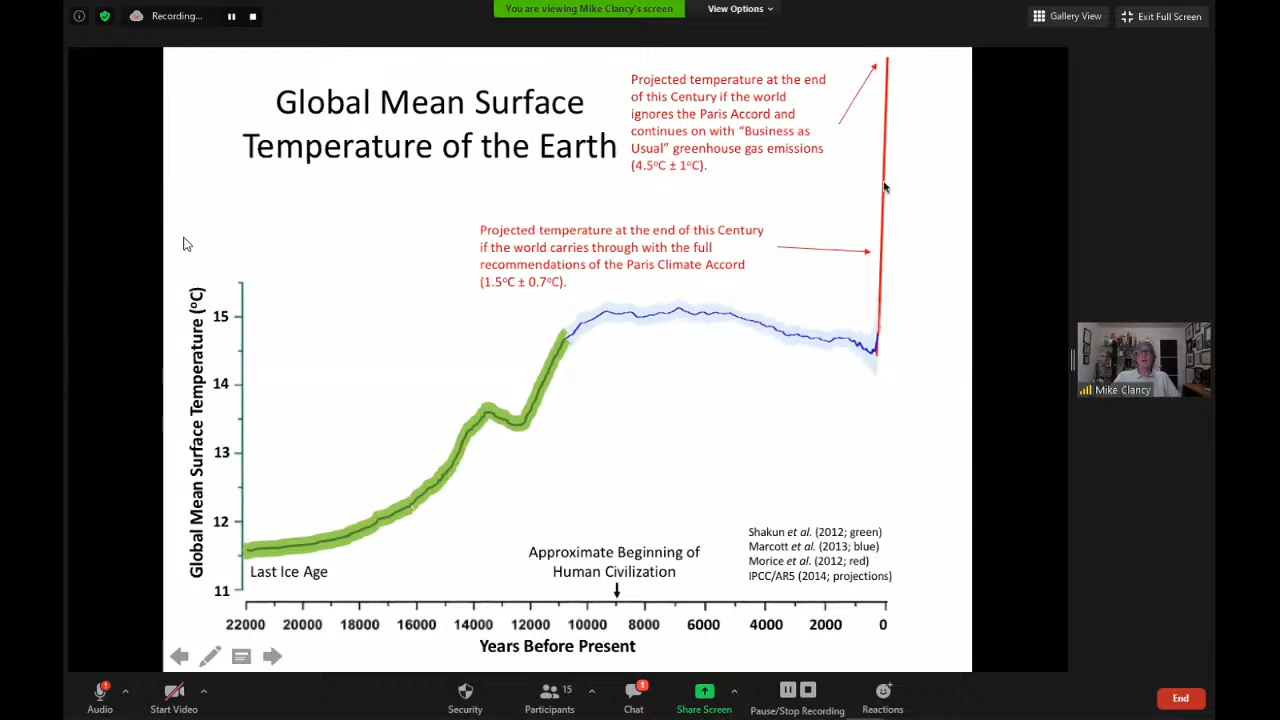 Recording...
You are viewing Mike Clancy's screen
View Options
Gallery View
Exit Full Screen
Global Mean Surface
Temperature of the Earth
Projected temperature at the end
of this Century if the world
ignores the Paris Accord and
continues on with “Business as
Usual” greenhouse gas emissions
(4.5ºC ± 1ºC).
Projected temperature at the end of this Century
if the world carries through with the full
recommendations of the Paris Climate Accord
(1.5ºC ± 0.7ºC).
Global Mean Surface Temperature (ºC)
15
14
13
12
11
Last Ice Age
Approximate Beginning of
Human Civilization
Shakun et al. (2012; green)
Marcott et al. (2013; blue)
Morice et al. (2012; red)
IPCC/AR5 (2014; projections)
22000 20000 18000 16000 14000 12000 10000 8000 6000 4000 2000 0
Years Before Present
Mike Clancy
Audio
Start Video
Security
15
Participants
1
Chat
Share Screen
Pause/Stop Recording
Reactions
End